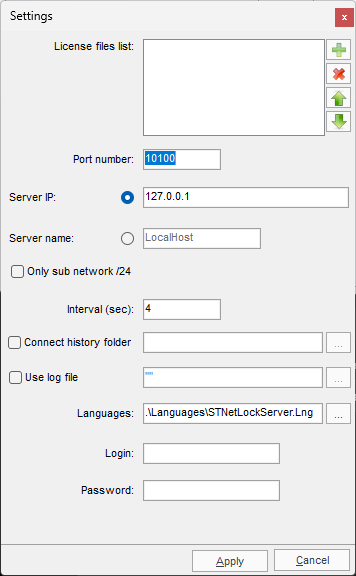 Settings
x
License files list:
Port number: 10100
Server IP: 127.0.0.1
Server name: LocalHost
Only sub network /24
Interval (sec): 4
Connect history folder ...
Use log file "" ...
Languages: .\Languages\STNetLockServer.Lng ...
Login:
Password:
Apply Cancel